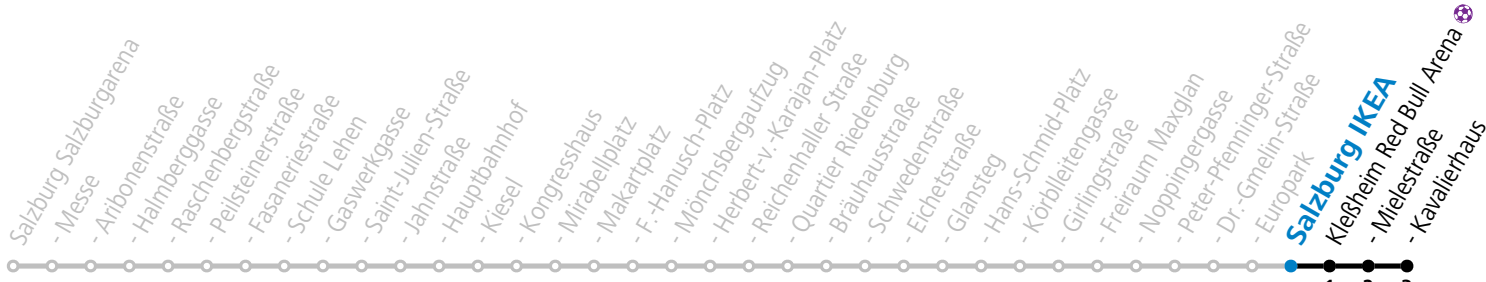 Salzburg Salzburgarena
- Messe
- Aribonenstraße
- Halmberggasse
- Raschenbergstraße
- Peilsteinerstraße
- Fasaneriestraße
- Schule Lehen
- Gaswerkgasse
- Saint-Julien-Straße
- Jahnstraße
- Hauptbahnhof
- Kiesel
- Kongresshaus
- Mirabellplatz
- Makartplatz
- F.-Hanusch-Platz
- Mönchsbergaufzug
- Herbert-v.-Karajan-Platz
- Reichenhaller Straße
- Quartier Riedenburg
- Bräuhausstraße
- Schwedenstraße
- Eichetstraße
- Glansteg
- Hans-Schmid-Platz
- Körblleitengasse
- Girlingstraße
- Freiraum Maxglan
- Noppingergasse
- Peter-Pfenninger-Straße
- Dr.-Gmelin-Straße
- Europark
Salzburg IKEA
Kleßheim Red Bull Arena
- Mielestraße
- Kavalierhaus